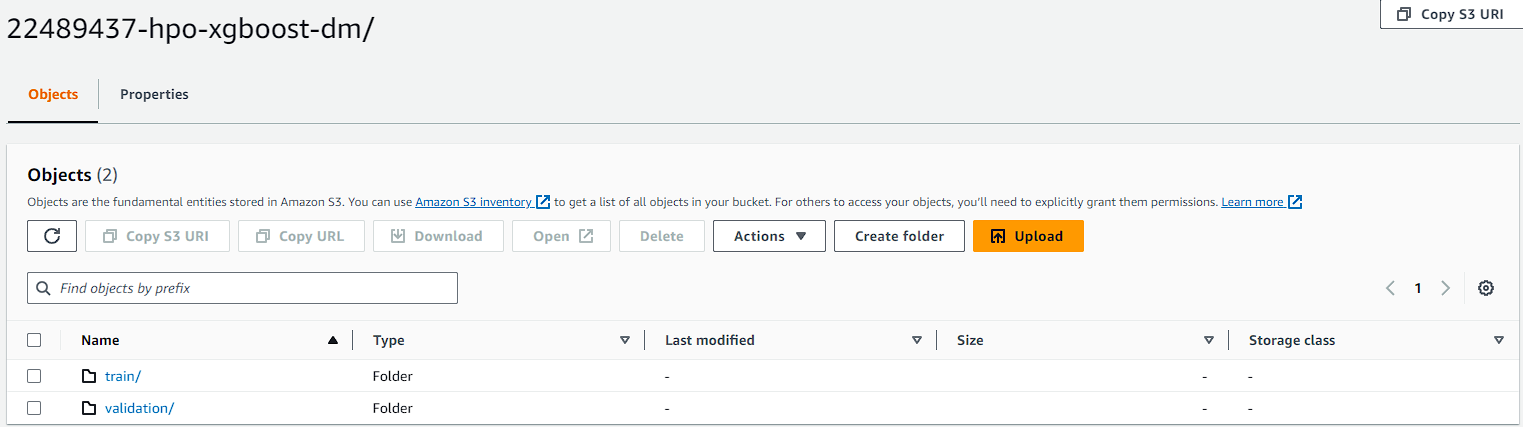 22489437-hpo-xgboost-dm/
Copy S3 URI
Objects
Properties
Objects (2)
Objects are the fundamental entities stored in Amazon S3. You can use Amazon S3 inventory to get a list of all objects in your bucket. For others to access your objects, you'll need to explicitly grant them permissions. Learn more
Copy S3 URI Copy URL Download Open Delete Actions Create folder Upload
Find objects by prefix
1
Name Type Last modified Size Storage class
train/ Folder - - -
validation/ Folder - - -